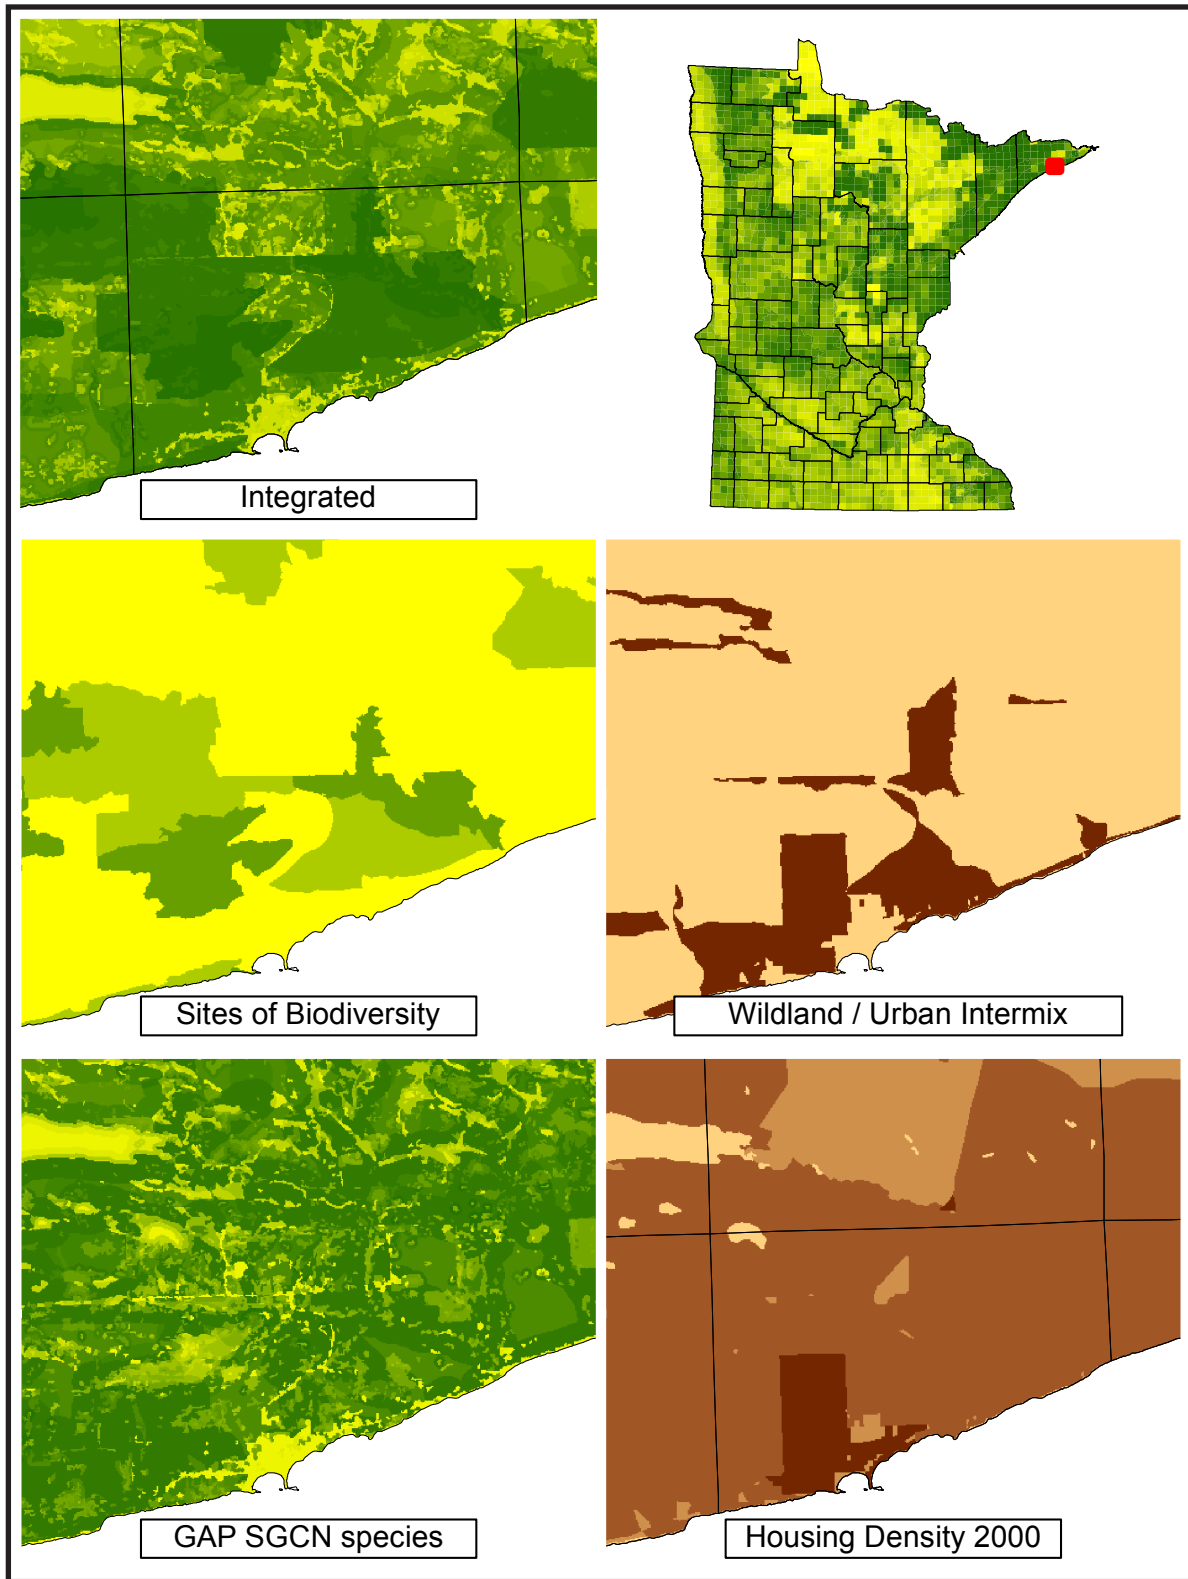 Integrated
Sites of Biodiversity
Wildland / Urban Intermix
GAP SGCN species
Housing Density 2000